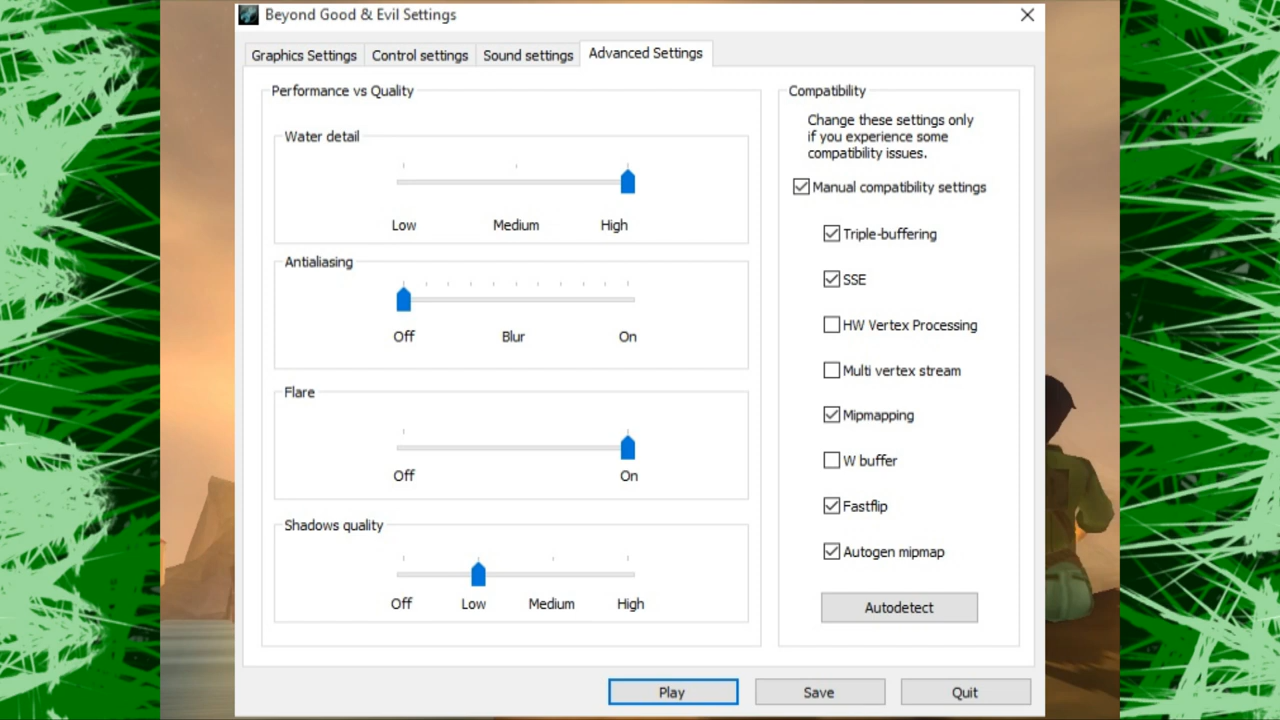 Beyond Good & Evil Settings
Graphics Settings
Control settings
Sound settings
Advanced Settings
Performance vs Quality
Water detail
Low Medium High
Antialiasing
Off Blur On
Flare
Off On
Shadows quality
Off Low Medium High
Compatibility
Change these settings only
if you experience some
compatibility issues.
Manual compatibility settings
Triple-buffering
SSE
HW Vertex Processing
Multi vertex stream
Mipmapping
W buffer
Fastflip
Autogen mipmap
Autodetect
Play Save Quit